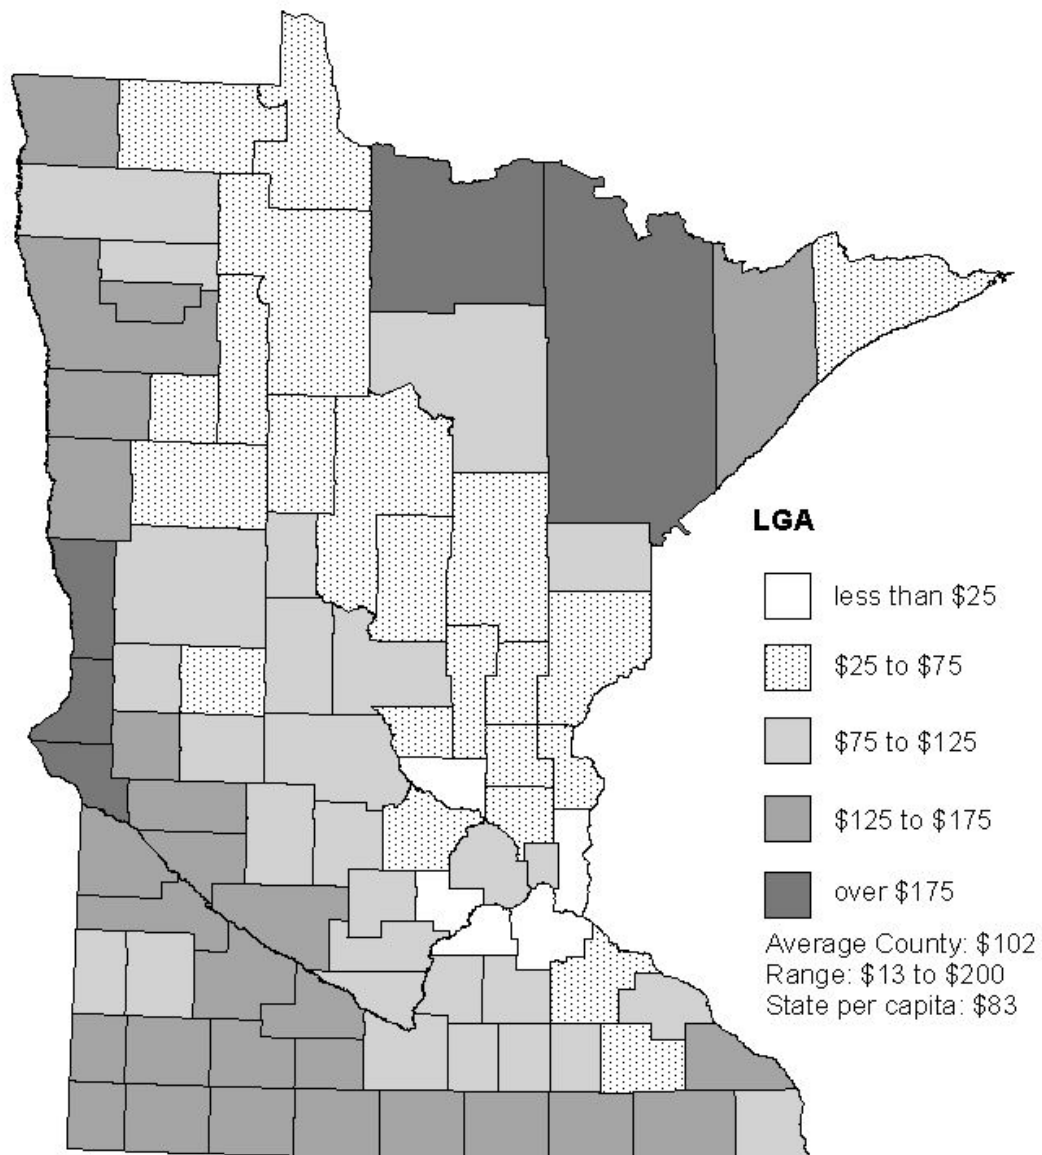 LGA
less than $25
$25 to $75
$75 to $125
$125 to $175
over $175
Average County: $102
Range: $13 to $200
State per capita: $83